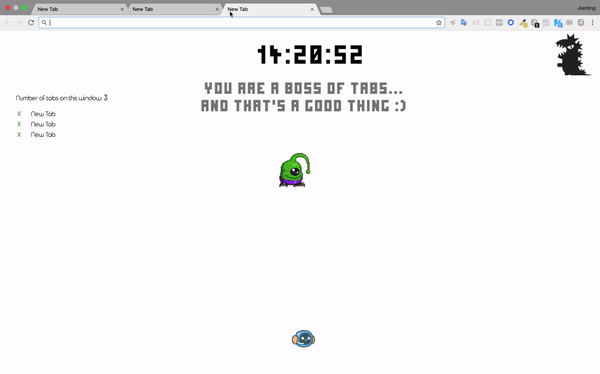 New Tab
New Tab
New Tab
Jianting
14:20:52
YOU ARE A BOSS OF TABS...
AND THAT'S A GOOD THING :)
Number of tabs on this window: 3
X New Tab
X New Tab
X New Tab